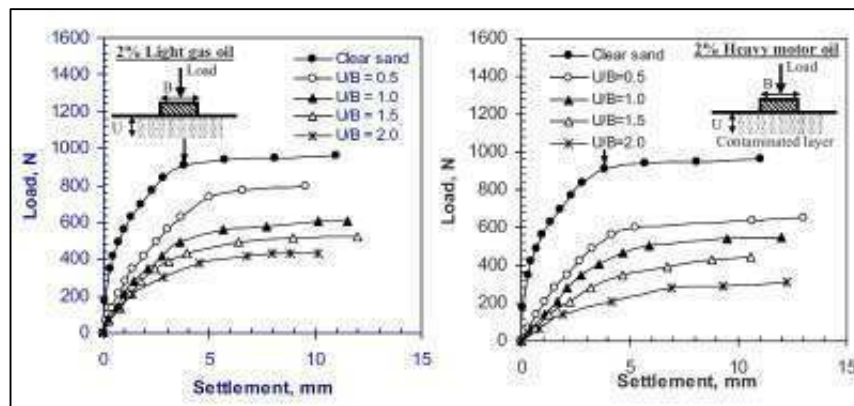 2% Light gas oil
Load
B
U
Clear sand
U/B = 0.5
U/B = 1.0
U/B = 1.5
U/B = 2.0
Load, N
1600
1400
1200
1000
800
600
400
200
0
0 5 10 15
Settlement, mm
2% Heavy motor oil
Load
B
U
Contaminated layer
Clear sand
U/B=0.5
U/B=1.0
U/B=1.5
U/B=2.0
Load, N
1600
1400
1200
1000
800
600
400
200
0
0 5 10 15
Settlement, mm